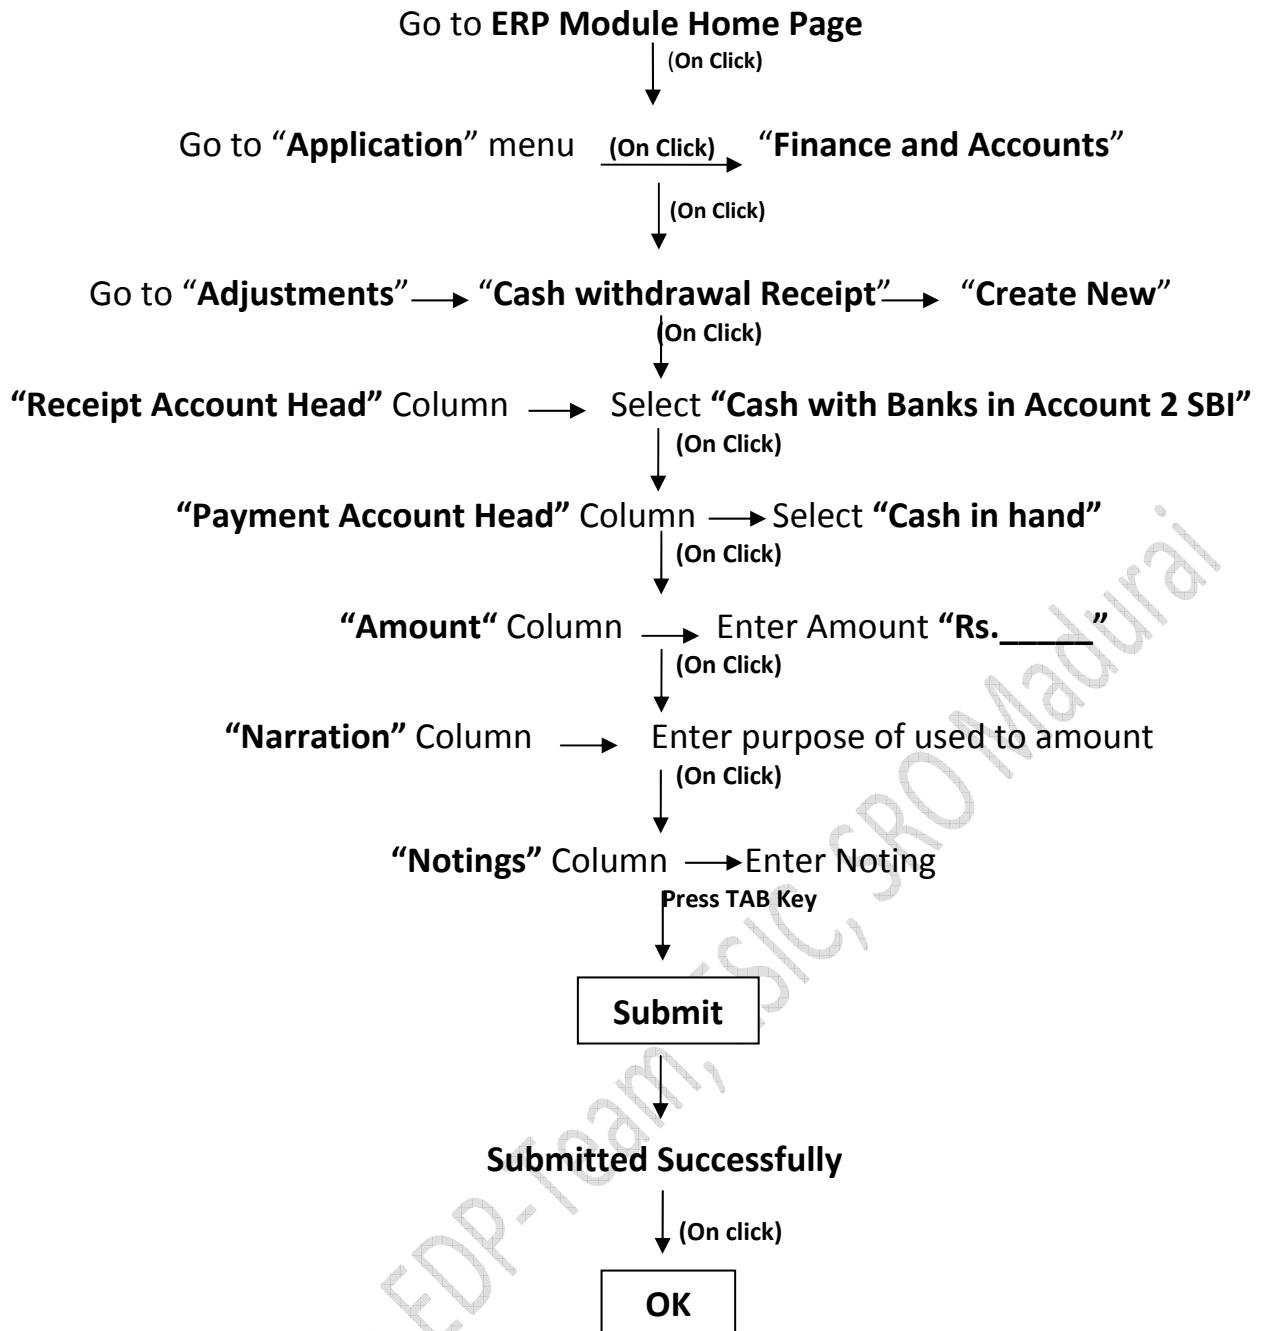 Go to ERP Module Home Page
(On Click)
Go to “Application” menu (On Click) “Finance and Accounts”
(On Click)
Go to “Adjustments” “Cash withdrawal Receipt” “Create New”
(On Click)
“Receipt Account Head” Column Select “Cash with Banks in Account 2 SBI”
(On Click)
“Payment Account Head” Column Select “Cash in hand”
(On Click)
“Amount“ Column Enter Amount “Rs._____”
(On Click)
“Narration” Column Enter purpose of used to amount
(On Click)
“Notings” Column Enter Noting
Press TAB Key
Submit
Submitted Successfully
(On click)
OK
EDP-Team, ESIC, SRO Madurai